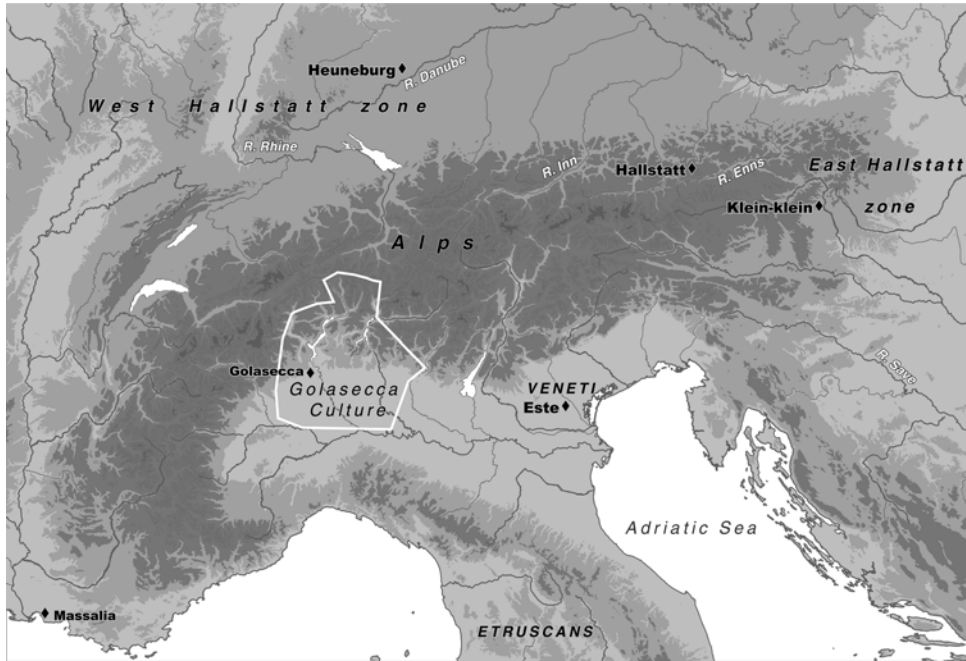 Heuneburg
R. Danube
West Hallstatt zone
R. Rhine
R. Inn
Hallstatt
R. Enns
East Hallstatt
zone
Klein-klein
Alps
Golasecca
Golasecca
Culture
VENETI
Este
R. Save
Adriatic Sea
Massalia
ETRUSCANS